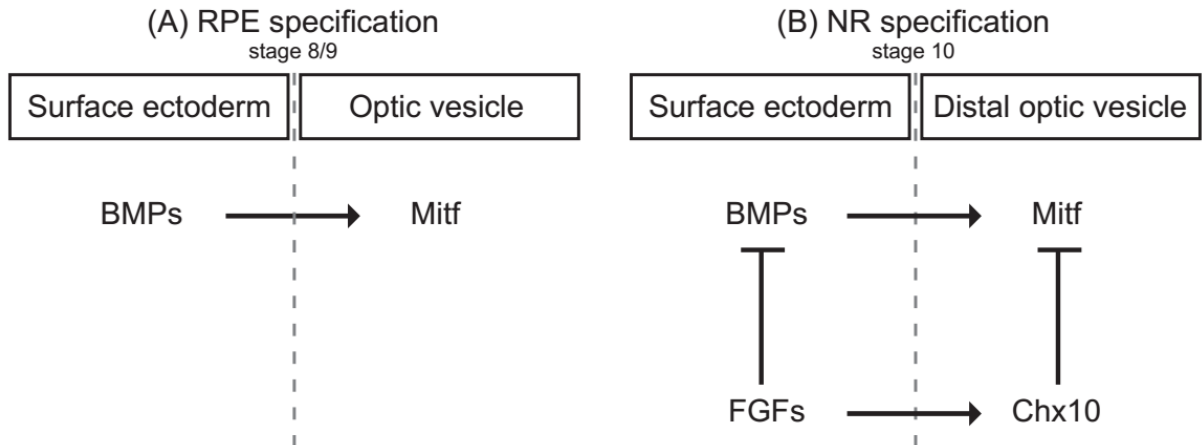 (A) RPE specification
stage 8/9
Surface ectoderm
Optic vesicle
BMPs
Mitf
(B) NR specification
stage 10
Surface ectoderm
Distal optic vesicle
BMPs
Mitf
FGFs
Chx10